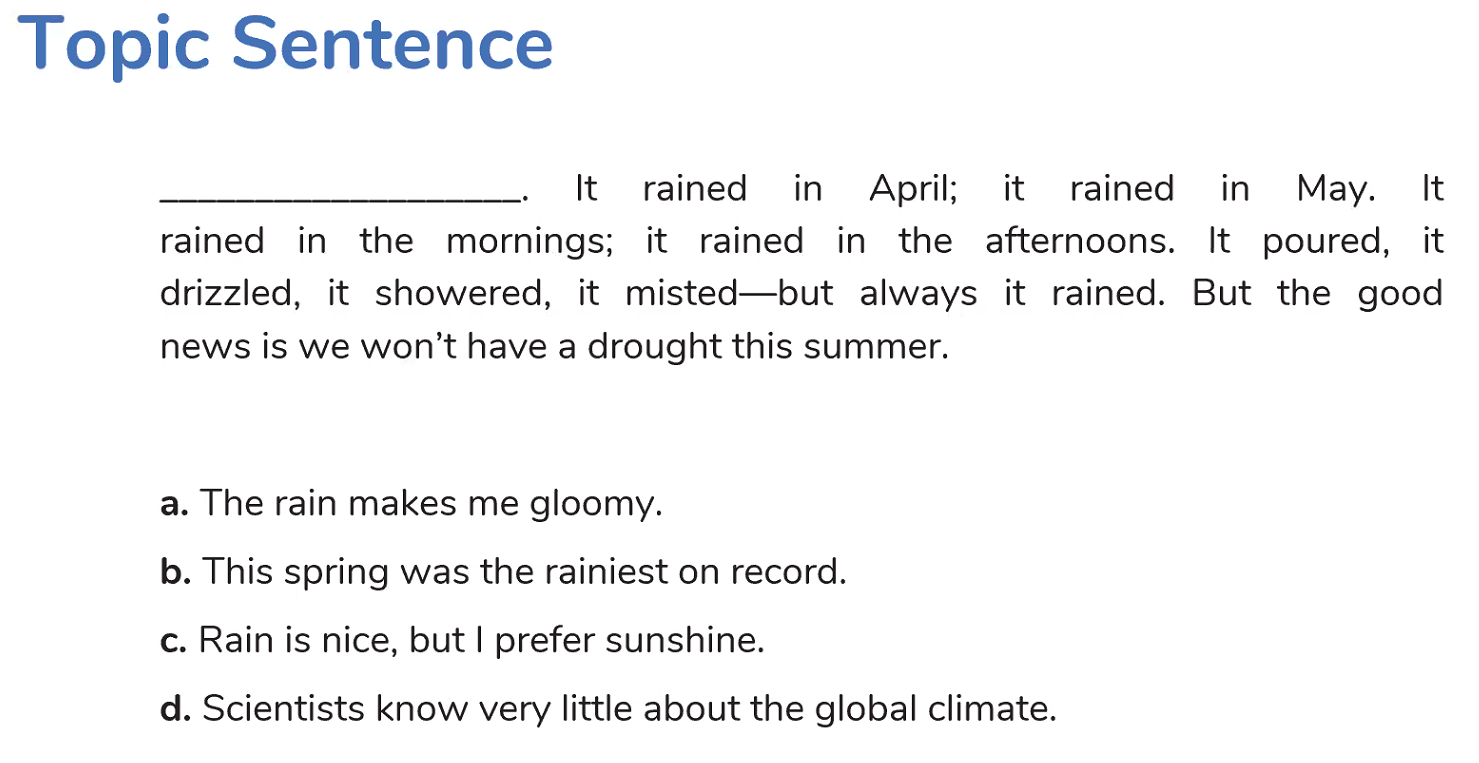 Topic Sentence
___________________. It rained in April; it rained in May. It
rained in the mornings; it rained in the afternoons. It poured, it
drizzled, it showered, it misted—but always it rained. But the good
news is we won’t have a drought this summer.
a. The rain makes me gloomy.
b. This spring was the rainiest on record.
c. Rain is nice, but I prefer sunshine.
d. Scientists know very little about the global climate.